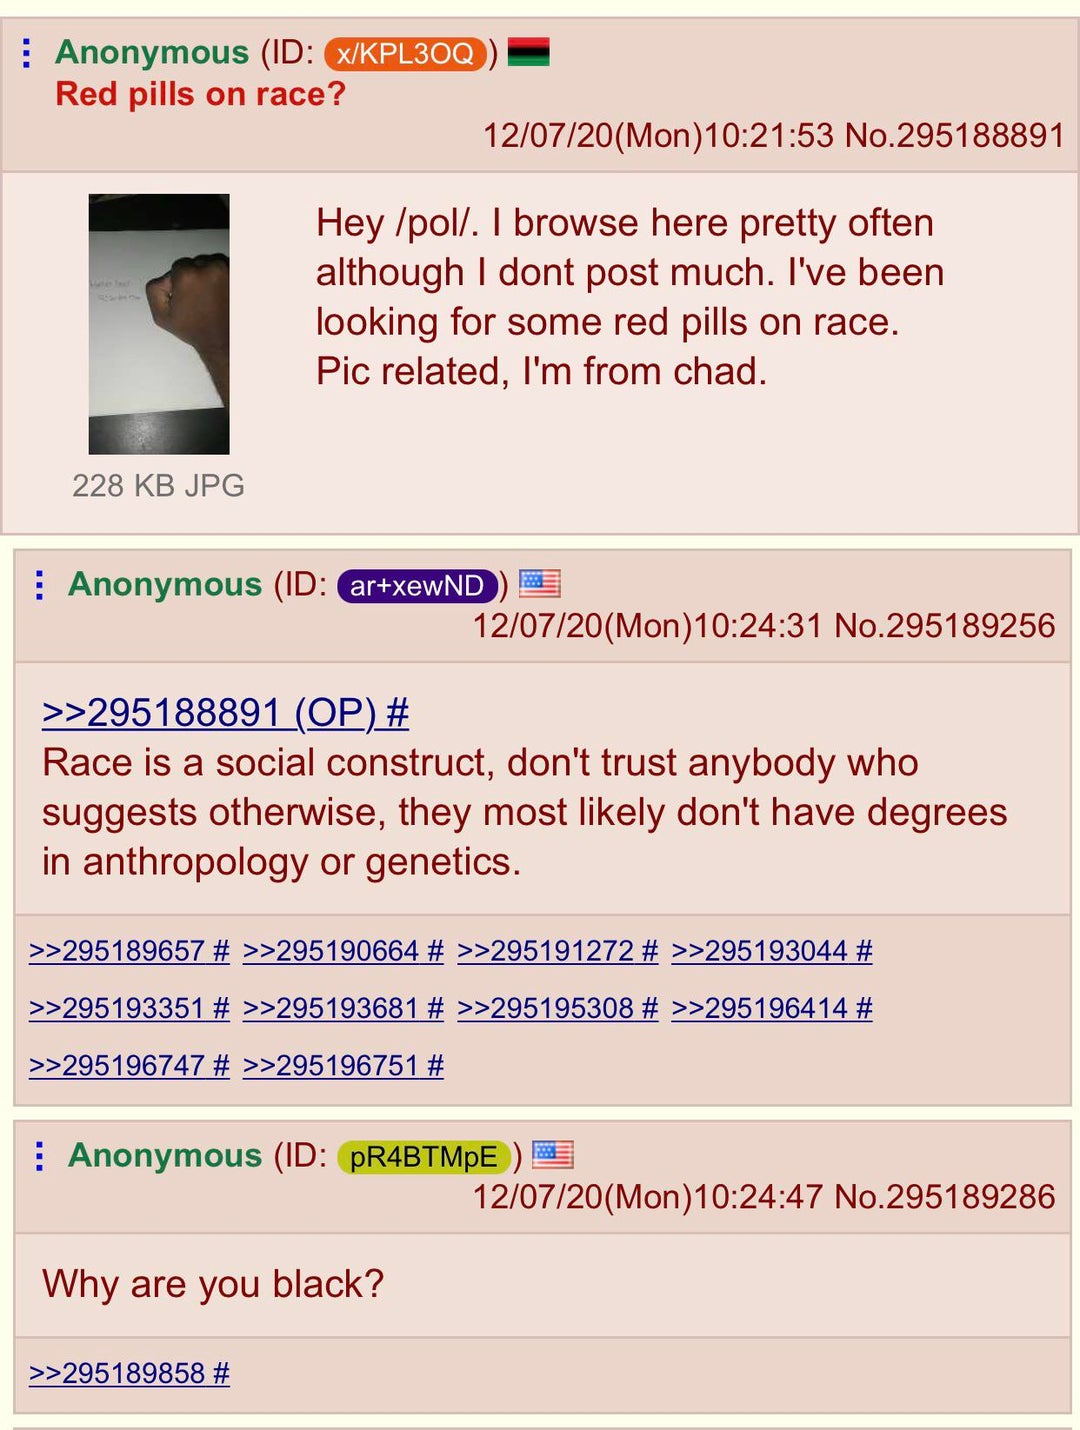 Anonymous (ID: x/KPL3OQ)
Red pills on race?
12/07/20(Mon)10:21:53 No.295188891
Hey /pol/. I browse here pretty often
although I dont post much. I've been
looking for some red pills on race.
Pic related, I'm from chad.
228 KB JPG
Anonymous (ID: ar+xewND)
12/07/20(Mon)10:24:31 No.295189256
>>295188891 (OP) #
Race is a social construct, don't trust anybody who
suggests otherwise, they most likely don't have degrees
in anthropology or genetics.
>>295189657 # >>295190664 # >>295191272 # >>295193044 #
>>295193351 # >>295193681 # >>295195308 # >>295196414 #
>>295196747 # >>295196751 #
Anonymous (ID: pR4BTMpE)
12/07/20(Mon)10:24:47 No.295189286
Why are you black?
>>295189858 #